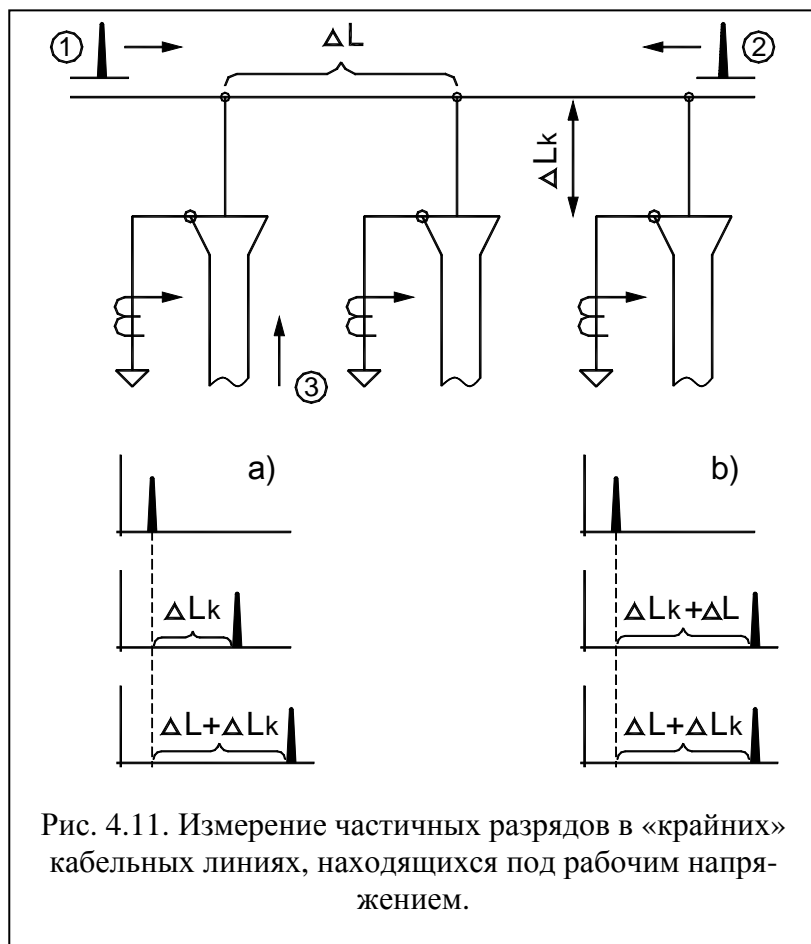 ① ΔL ②
ΔLk
③
a) b)
ΔLk ΔLk+ΔL
ΔL+ΔLk ΔL+ΔLk
Рис. 4.11. Измерение частичных разрядов в «крайних»
кабельных линиях, находящихся под рабочим напря-
жением.